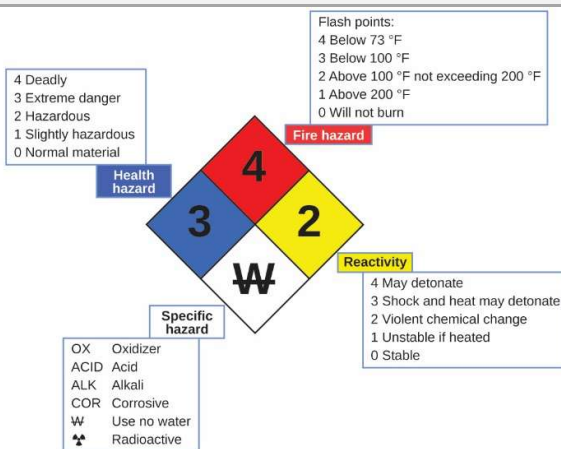 Flash points:
4 Below 73 °F
3 Below 100 °F
2 Above 100 °F not exceeding 200 °F
1 Above 200 °F
0 Will not burn
Fire hazard
4 Deadly
3 Extreme danger
2 Hazardous
1 Slightly hazardous
0 Normal material
Health
hazard
4
3
2
W
Reactivity
4 May detonate
3 Shock and heat may detonate
2 Violent chemical change
1 Unstable if heated
0 Stable
Specific
hazard
OX Oxidizer
ACID Acid
ALK Alkali
COR Corrosive
W Use no water
☢ Radioactive